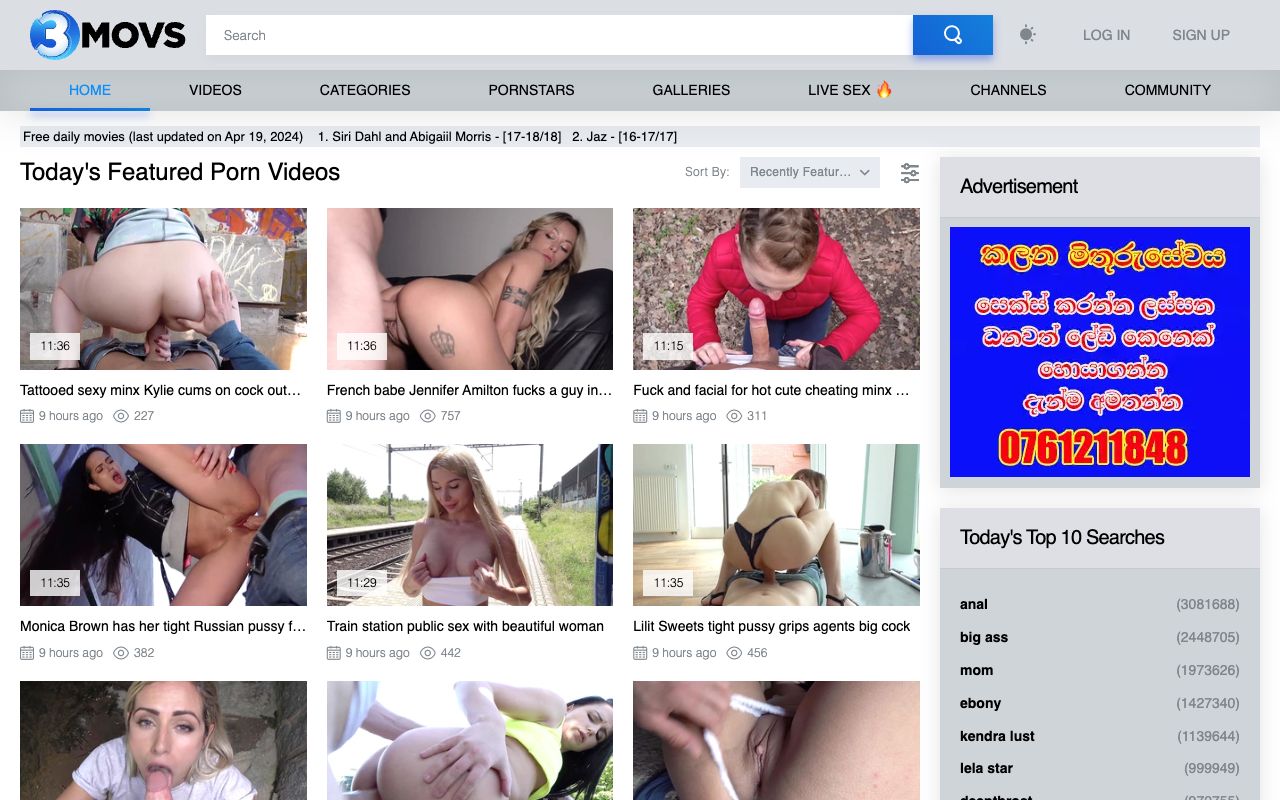 3MOVS
Search
LOG IN
SIGN UP
HOME
VIDEOS
CATEGORIES
PORNSTARS
GALLERIES
LIVE SEX 🔥
CHANNELS
COMMUNITY
Free daily movies (last updated on Apr 19, 2024) 1. Siri Dahl and Abigaiil Morris - [17-18/18] 2. Jaz - [16-17/17]
Today's Featured Porn Videos
Sort By:
Recently Featur...
11:36
Tattooed sexy minx Kylie cums on cock out...
9 hours ago 227
11:36
French babe Jennifer Amilton fucks a guy in...
9 hours ago 757
11:15
Fuck and facial for hot cute cheating minx ...
9 hours ago 311
11:35
Monica Brown has her tight Russian pussy f...
9 hours ago 382
11:29
Train station public sex with beautiful woman
9 hours ago 442
11:35
Lilit Sweets tight pussy grips agents big cock
9 hours ago 456
Advertisement
කලන මිතුරුසේවය
සෙක්ස් කරන්න ලස්සන
ධනවත් ලේඩි කෙනෙක්
හොයාගන්න
දැන්ම අමතන්න
0761211848
Today's Top 10 Searches
anal (3081688)
big ass (2448705)
mom (1973626)
ebony (1427340)
kendra lust (1139644)
lela star (999949)